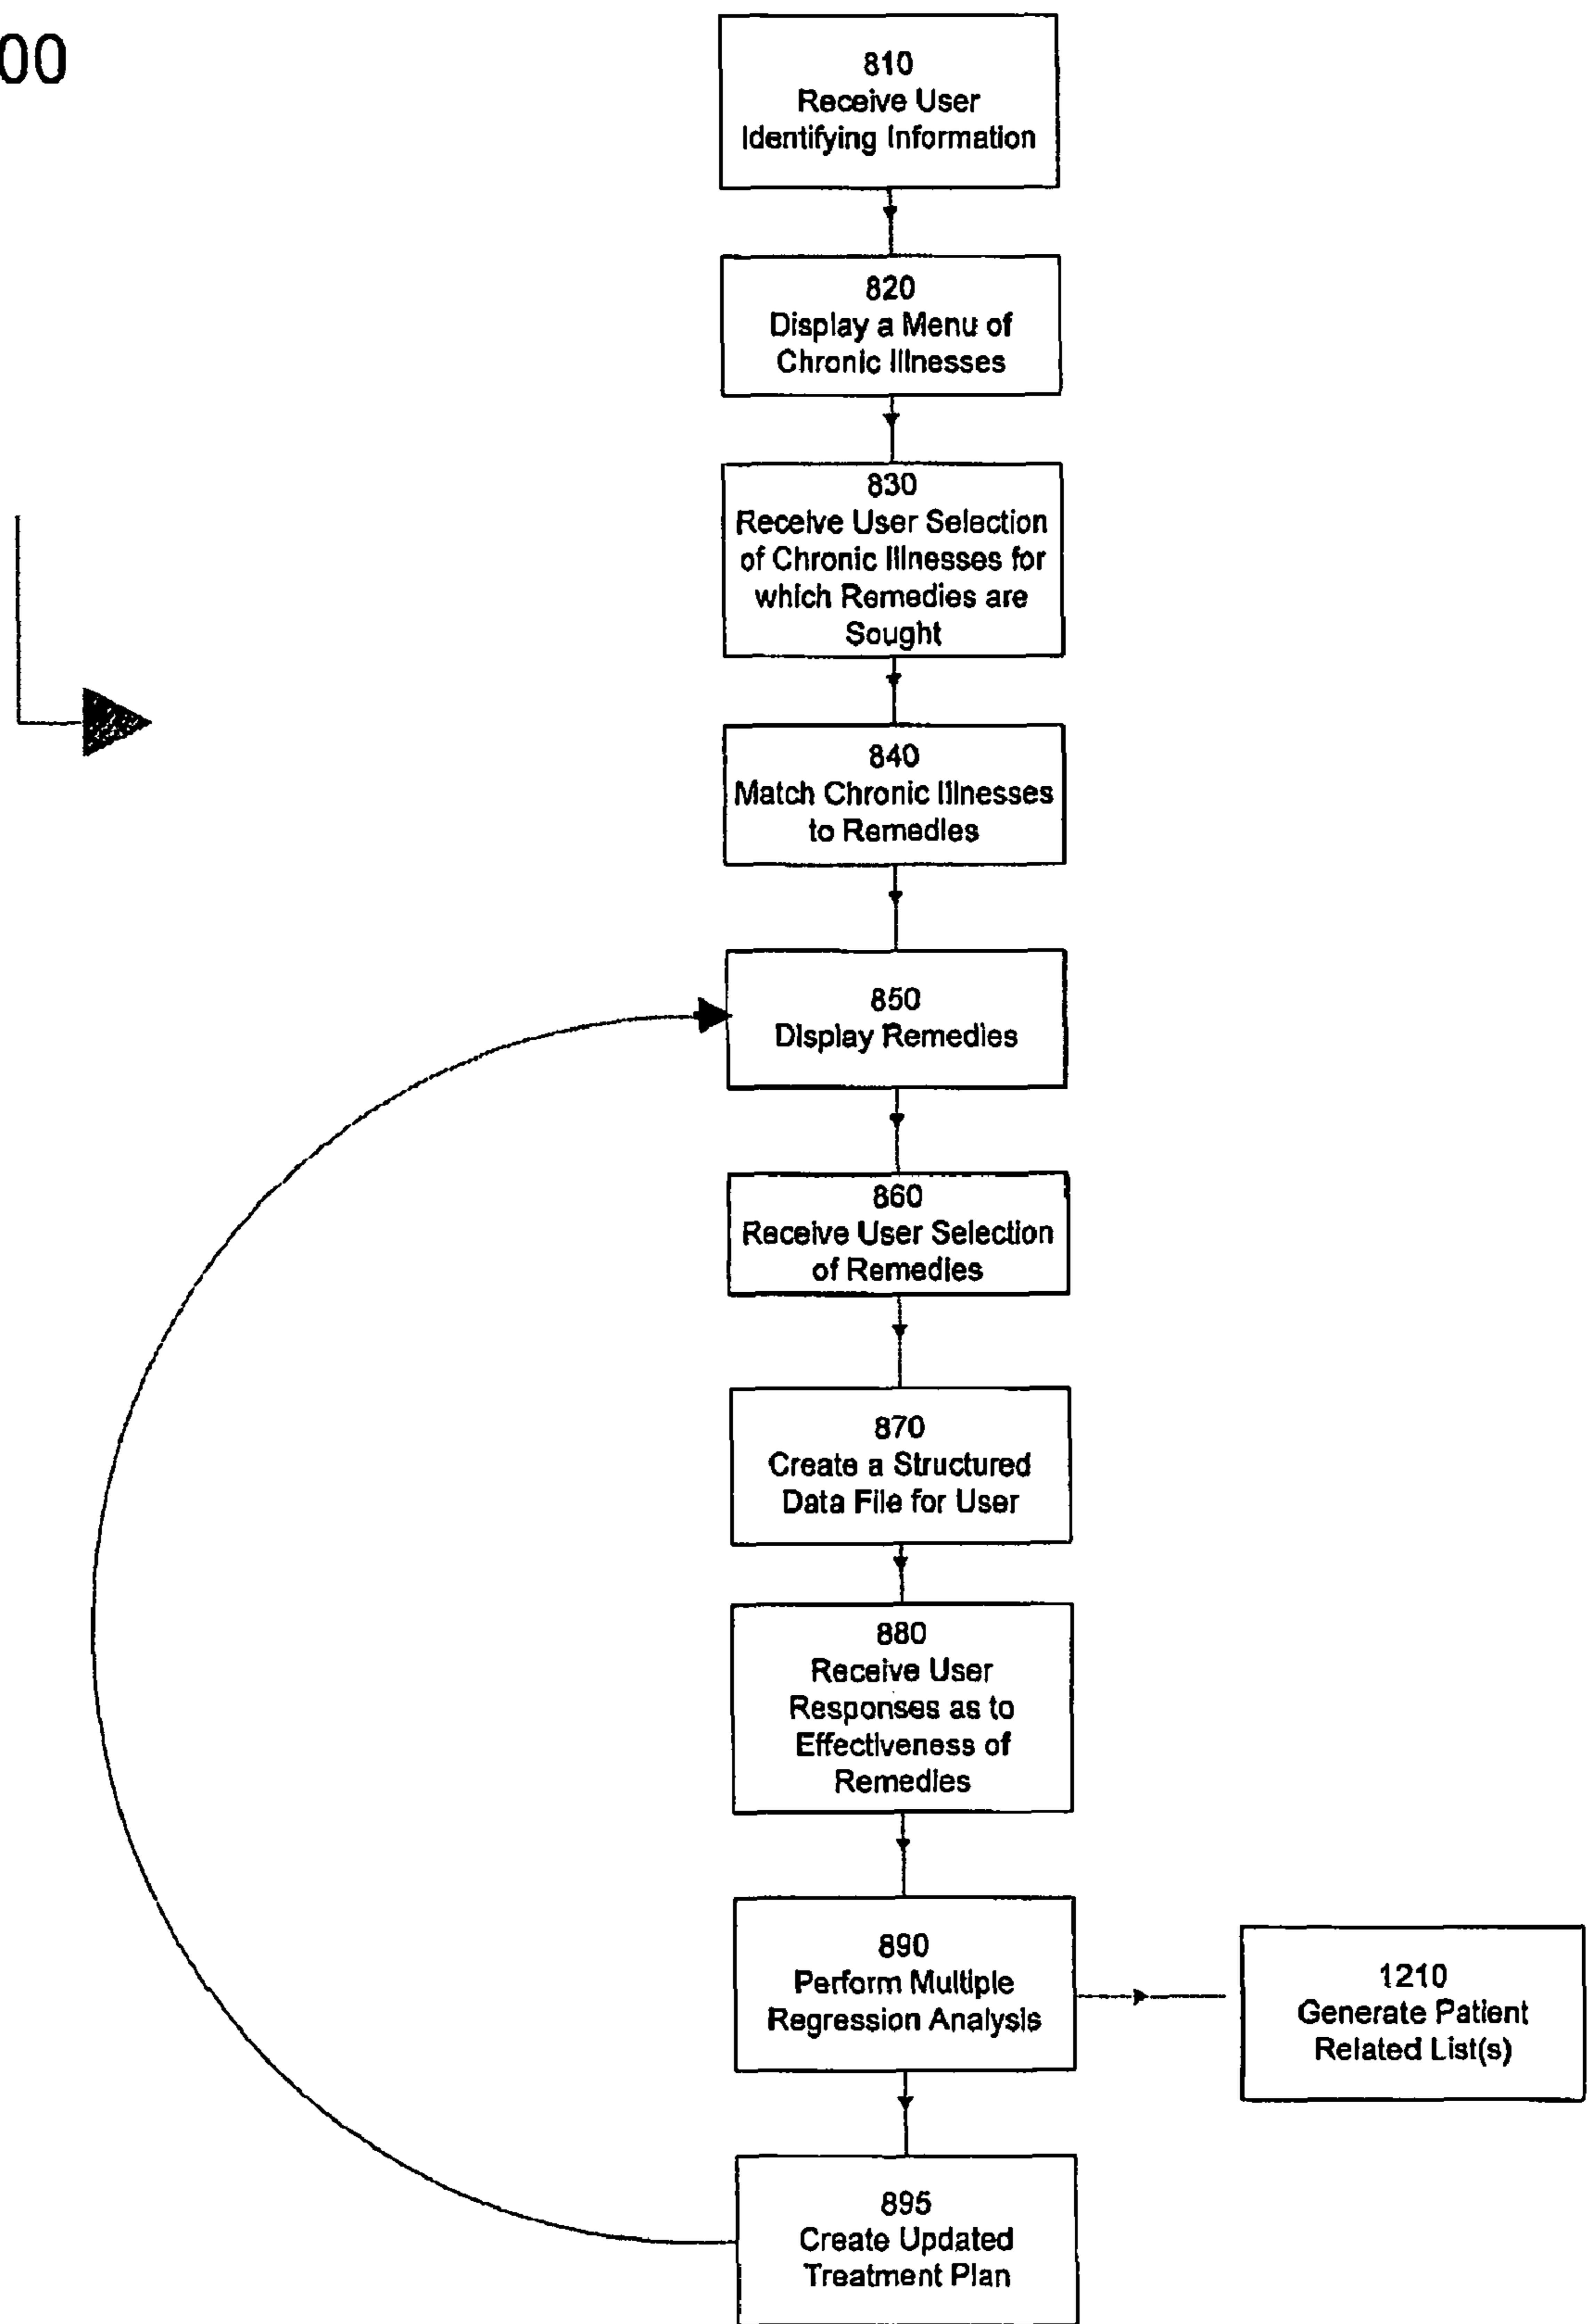 00
810
Receive User
Identifying Information
820
Display a Menu of
Chronic Illnesses
830
Receive User Selection
of Chronic Illnesses for
which Remedies are
Sought
840
Match Chronic Illnesses
to Remedies
850
Display Remedies
860
Receive User Selection
of Remedies
870
Create a Structured
Data File for User
880
Receive User
Responses as to
Effectiveness of
Remedies
890
Perform Multiple
Regression Analysis
1210
Generate Patient
Related List(s)
895
Create Updated
Treatment Plan